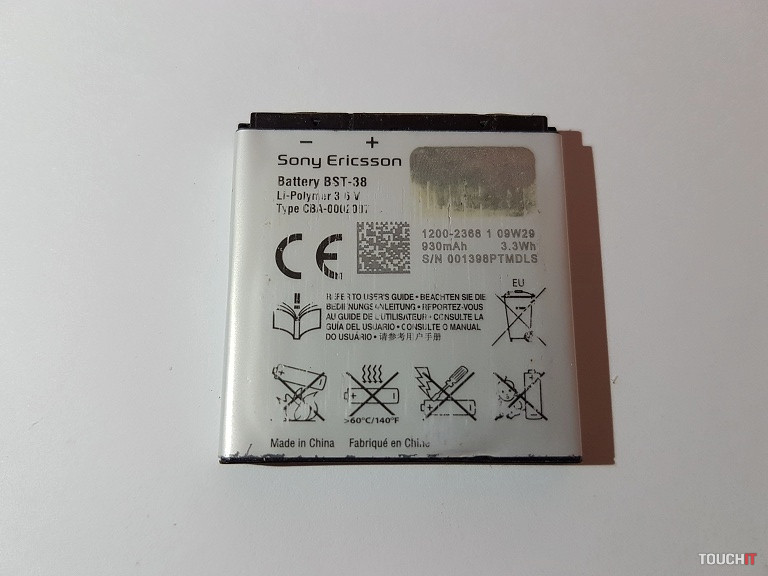 − +
Sony Ericsson
Battery BST-38
Li-Polymer 3.6 V
Type CBA-0002007
1200-2368 1 09W29
930mAh 3.3Wh
S/N 001398PTMDLS
CE
EU
REFER TO USER'S GUIDE • BEACHTEN SIE DIE
BEDIENUNGSANLEITUNG • REPORTEZ-VOUS
AU GUIDE DE L'UTILISATEUR • CONSULTE LA
GUÍA DEL USUARIO • CONSULTE O MANUAL
DO USUÁRIO • 请参考用户手册
>60°C/140°F
Made in China Fabriqué en Chine
TOUCHIT